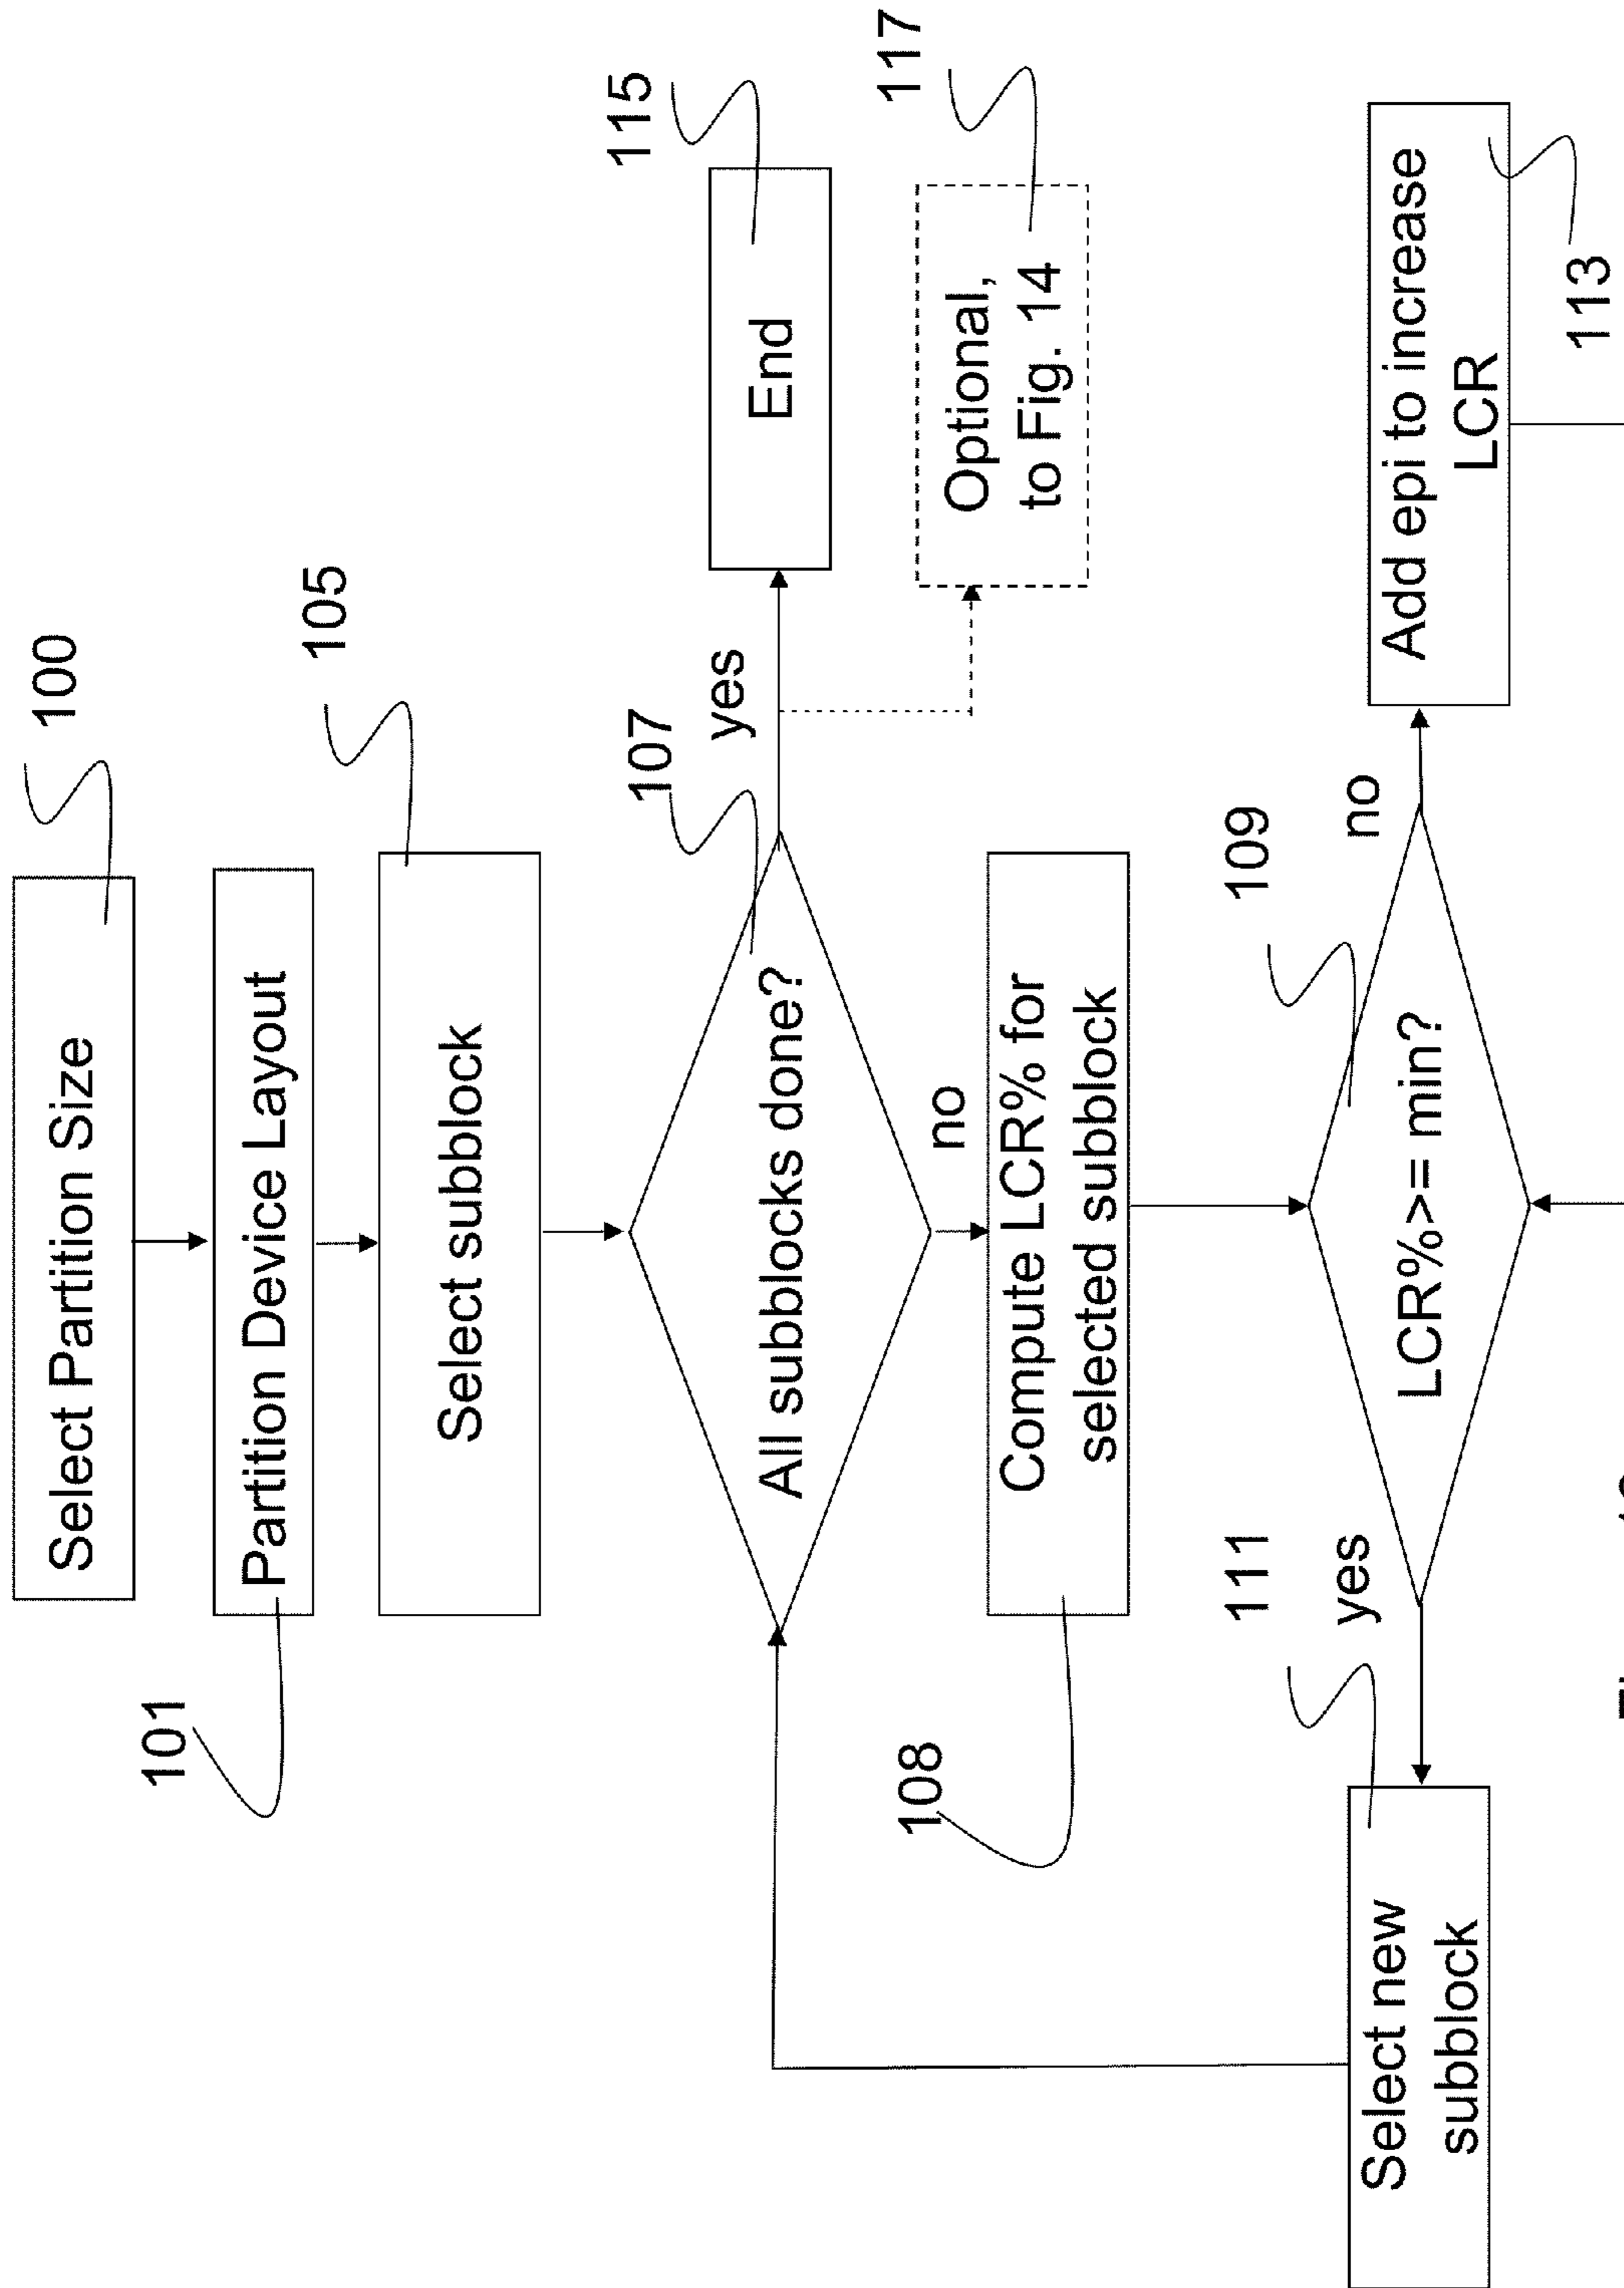 100
Select Partition Size
101
Partition Device Layout
105
Select subblock
107
All subblocks done?
yes
115
End
117
Optional,
to Fig. 14
no
108
Compute LCR% for
selected subblock
109
LCR%>= min?
111
yes
no
Select new
subblock
Add epi to increase
LCR
113